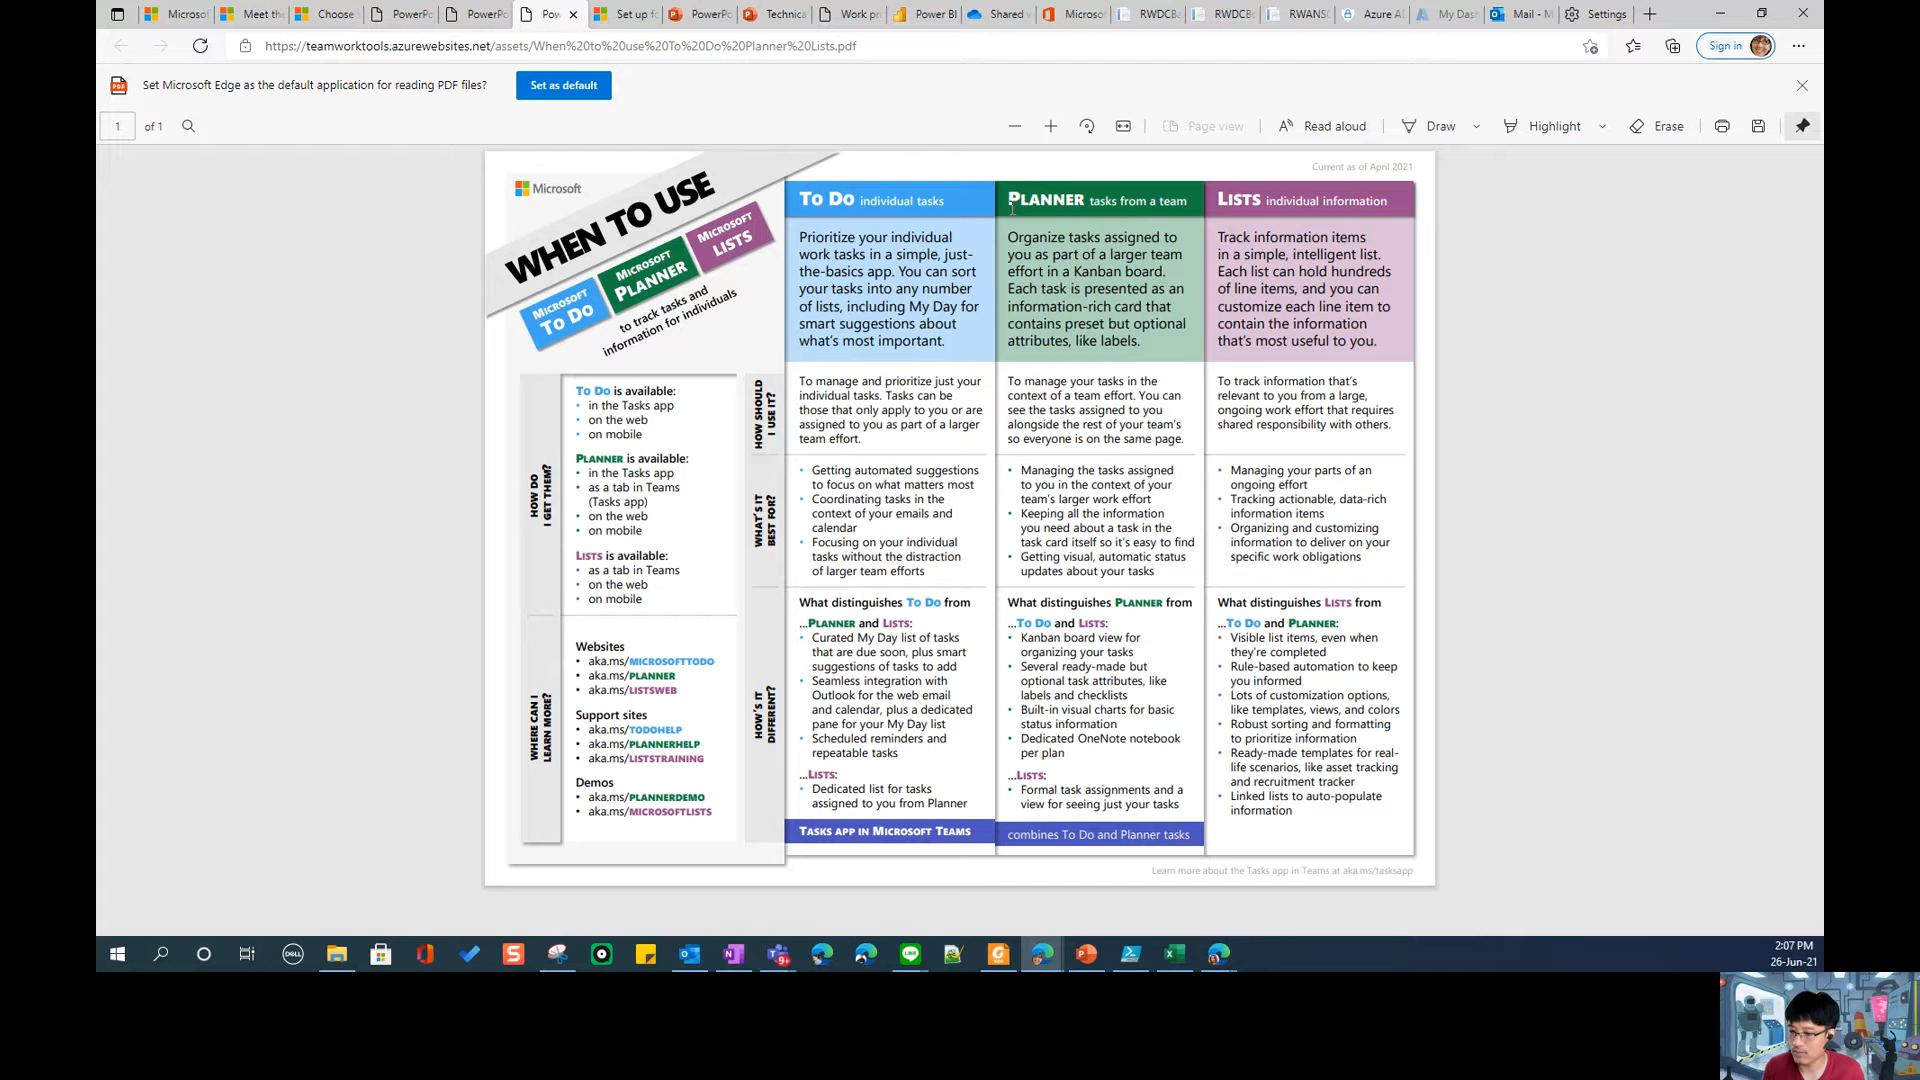 Microsof
Meet the
Choose
PowerPo
PowerPo
Pow
Set up f
PowerPo
Technica
Work pr
Power BI
Shared
Microso
RWDCBa
RWDCBo
RWANS
Azure A
My Das
Mail - M
Settings
https://teamworktools.azurewebsites.net/assets/When%20to%20use%20To%20Do%20Planner%20Lists.pdf
Sign in
Set Microsoft Edge as the default application for reading PDF files?
Set as default
1 of 1
Page view
Read aloud
Draw
Highlight
Erase
Current as of April 2021
Microsoft
WHEN TO USE
MICROSOFT
TO DO
MICROSOFT
PLANNER
MICROSOFT
LISTS
to track tasks and
information for individuals
HOW DO
I GET THEM?
TO DO is available:
• in the Tasks app
• on the web
• on mobile
PLANNER is available:
• in the Tasks app
• as a tab in Teams
(Tasks app)
• on the web
• on mobile
LISTS is available:
• as a tab in Teams
• on the web
• on mobile
WHERE CAN I
LEARN MORE?
Websites
• aka.ms/MICROSOFTTODO
• aka.ms/PLANNER
• aka.ms/LISTSWEB
Support sites
• aka.ms/TODOHELP
• aka.ms/PLANNERHELP
• aka.ms/LISTSTRAINING
Demos
• aka.ms/PLANNERDEMO
• aka.ms/MICROSOFTLISTS
TO DO individual tasks
Prioritize your individual
work tasks in a simple, just-
the-basics app. You can sort
your tasks into any number
of lists, including My Day for
smart suggestions about
what's most important.
PLANNER tasks from a team
Organize tasks assigned to
you as part of a larger team
effort in a Kanban board.
Each task is presented as an
information-rich card that
contains preset but optional
attributes, like labels.
LISTS individual information
Track information items
in a simple, intelligent list.
Each list can hold hundreds
of line items, and you can
customize each line item to
contain the information
that's most useful to you.
HOW SHOULD
I USE IT?
To manage and prioritize just your
individual tasks. Tasks can be
those that only apply to you or are
assigned to you as part of a larger
team effort.
To manage your tasks in the
context of a team effort. You can
see the tasks assigned to you
alongside the rest of your team's
so everyone is on the same page.
To track information that's
relevant to you from a large,
ongoing work effort that requires
shared responsibility with others.
WHAT'S IT
BEST FOR?
• Getting automated suggestions
to focus on what matters most
• Coordinating tasks in the
context of your emails and
calendar
• Focusing on your individual
tasks without the distraction
of larger team efforts
• Managing the tasks assigned
to you in the context of your
team's larger work effort
• Keeping all the information
you need about a task in the
task card itself so it's easy to find
• Getting visual, automatic status
updates about your tasks
• Managing your parts of an
ongoing effort
• Tracking actionable, data-rich
information items
• Organizing and customizing
information to deliver on your
specific work obligations
HOW'S IT
DIFFERENT?
What distinguishes TO DO from
...PLANNER and LISTS:
• Curated My Day list of tasks
that are due soon, plus smart
suggestions of tasks to add
• Seamless integration with
Outlook for the web email
and calendar, plus a dedicated
pane for your My Day list
• Scheduled reminders and
repeatable tasks
...LISTS:
• Dedicated list for tasks
assigned to you from Planner
What distinguishes PLANNER from
...TO DO and LISTS:
• Kanban board view for
organizing your tasks
• Several ready-made but
optional task attributes, like
labels and checklists
• Built-in visual charts for basic
status information
• Dedicated OneNote notebook
per plan
...LISTS:
• Formal task assignments and a
view for seeing just your tasks
What distinguishes LISTS from
...TO DO and PLANNER:
• Visible list items, even when
they're completed
• Rule-based automation to keep
you informed
• Lots of customization options,
like templates, views, and colors
• Robust sorting and formatting
to prioritize information
• Ready-made templates for real-
life scenarios, like asset tracking
and recruitment tracker
• Linked lists to auto-populate
information
TASKS APP IN MICROSOFT TEAMS
combines To Do and Planner tasks
Learn more about the Tasks app in Teams at aka.ms/tasksapp
2:07 PM
26-Jun-21